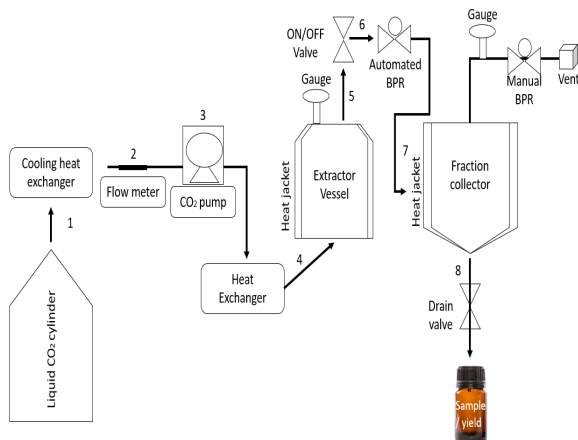 Liquid CO2 cylinder
1
Cooling heat
exchanger
2
Flow meter
3
CO2 pump
Heat
Exchanger
4
Heat jacket
Extractor
Vessel
Gauge
5
ON/OFF
Valve
6
Automated
BPR
7
Heat jacket
Fraction
collector
Gauge
Manual
BPR
Vent
8
Drain
valve
Sample
/ yield